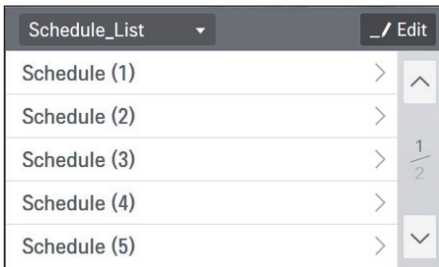 Schedule_List
Edit
Schedule (1)
Schedule (2)
Schedule (3)
Schedule (4)
Schedule (5)
1
2